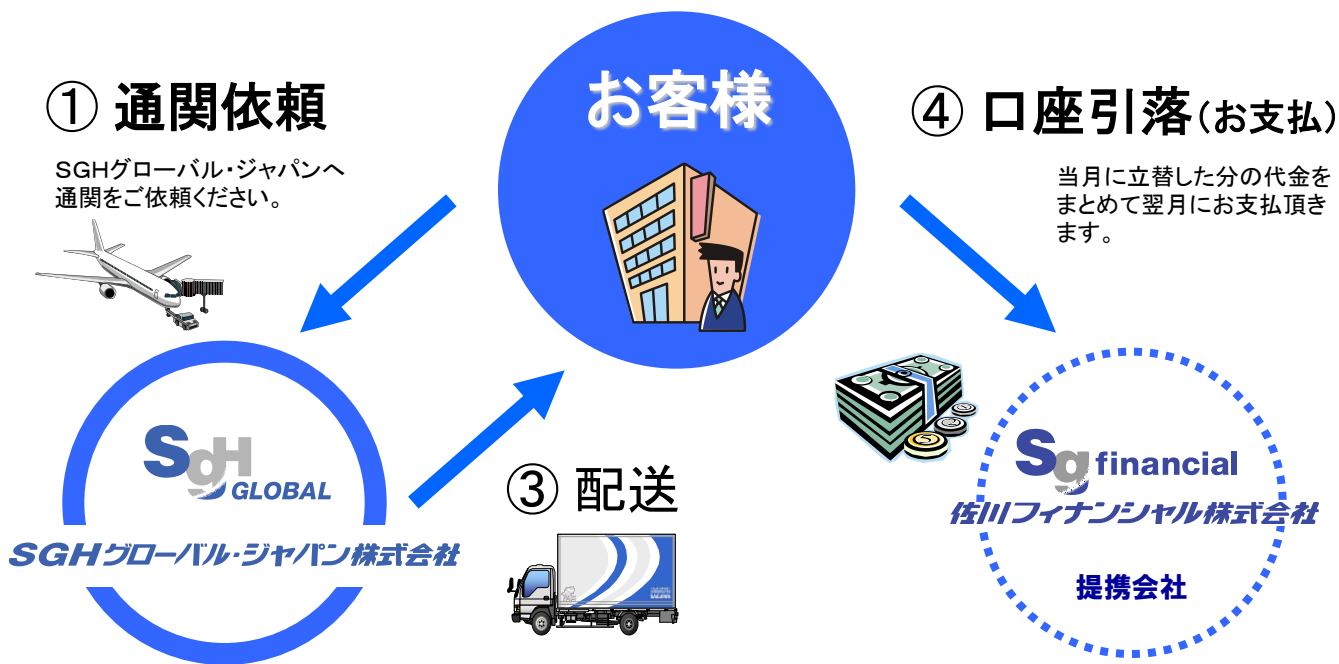 お客様
① 通関依頼
SGHグローバル・ジャパンへ
通関をご依頼ください。
④ 口座引落(お支払)
当月に立替した分の代金を
まとめて翌月にお支払頂き
ます。
SgH
GLOBAL
SGHグローバル・ジャパン株式会社
③ 配送
Sg financial
佐川フィナンシャル株式会社
提携会社